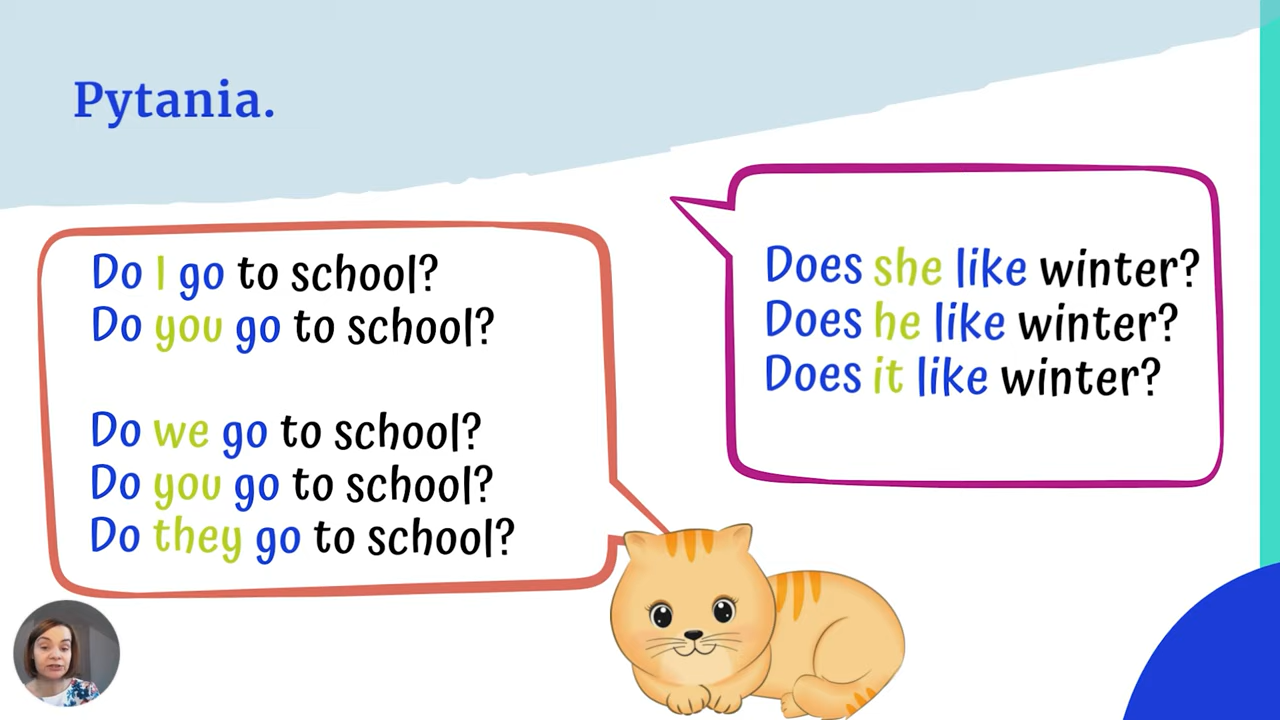 Pytania.
Do I go to school?
Do you go to school?
Do we go to school?
Do you go to school?
Do they go to school?
Does she like winter?
Does he like winter?
Does it like winter?